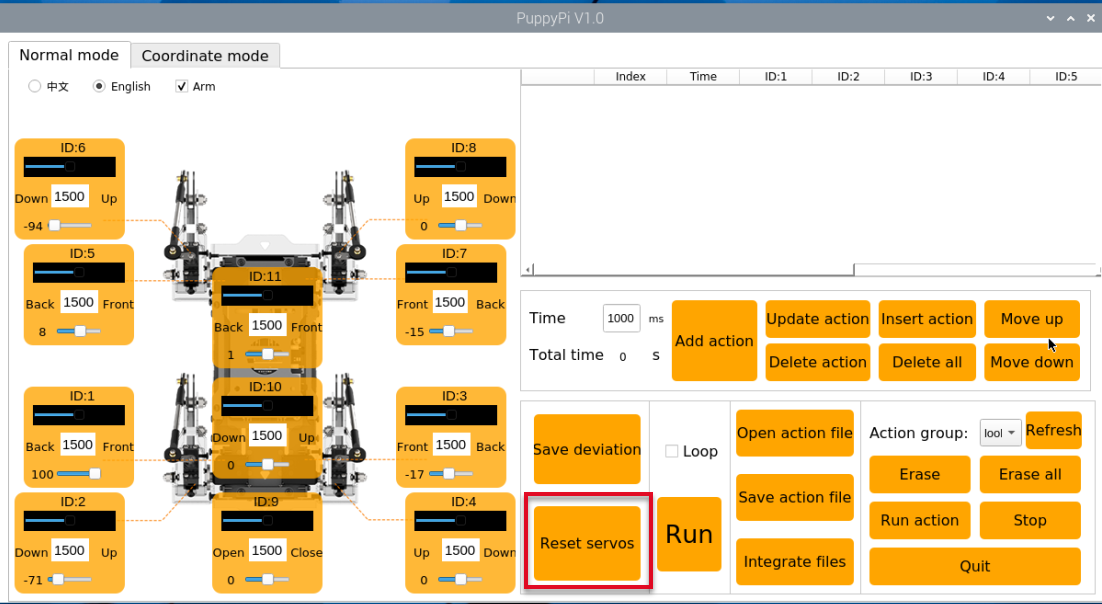 PuppyPi V1.0
Normal mode Coordinate mode
中文 English Arm
Index Time ID:1 ID:2 ID:3 ID:4 ID:5
ID:6
Down 1500 Up
-94
ID:8
Up 1500 Down
0
ID:5
Back 1500 Front
8
ID:7
Front 1500 Back
-15
ID:11
Back 1500 Front
1
ID:1
Back 1500 Front
100
ID:10
Down 1500 Up
0
ID:3
Front 1500 Back
-17
ID:2
Down 1500 Up
-71
ID:9
Open 1500 Close
0
ID:4
Up 1500 Down
0
Time 1000 ms
Total time 0 S
Add action
Update action Insert action Move up
Delete action Delete all Move down
Save deviation
Reset servos
Loop
Run
Open action file
Save action file
Integrate files
Action group: lool Refresh
Erase Erase all
Run action Stop
Quit